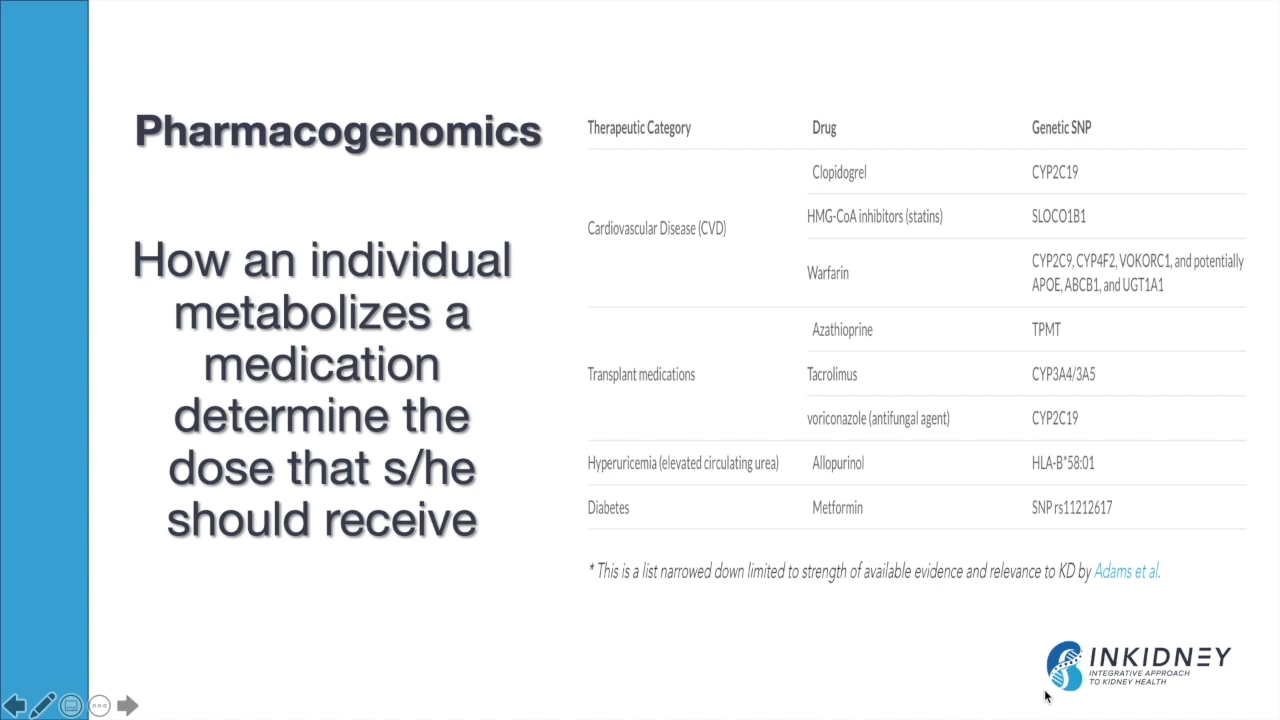 Pharmacogenomics
How an individual
metabolizes a
medication
determine the
dose that s/he
should receive
Therapeutic Category Drug Genetic SNP
Clopidogrel CYP2C19
Cardiovascular Disease (CVD)
HMG-CoA inhibitors (statins) SLOCO1B1
Warfarin
CYP2C9, CYP4F2, VOKORC1, and potentially
APOE, ABCB1, and UGT1A1
Azathioprine TPMT
Transplant medications Tacrolimus CYP3A4/3A5
voriconazole (antifungal agent) CYP2C19
Hyperuricemia (elevated circulating urea) Allopurinol HLA-B*58:01
Diabetes Metformin SNP rs11212617
* This is a list narrowed down limited to strength of available evidence and relevance to KD by Adams et al.
INKIDNEY
INTEGRATIVE APPROACH
TO KIDNEY HEALTH